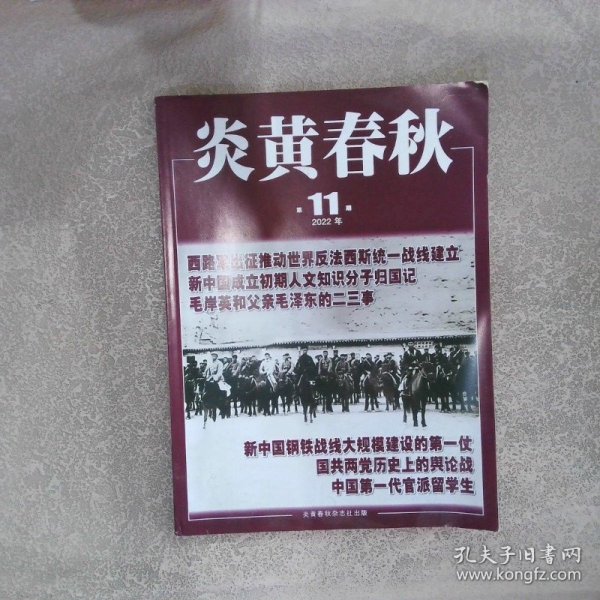 炎黄春秋
第 11 期
2022 年
西路军出征推动世界反法西斯统一战线建立
新中国成立初期人文知识分子归国记
毛岸英和父亲毛泽东的二三事
新中国钢铁战线大规模建设的第一仗
国共两党历史上的舆论战
中国第一代官派留学生
炎黄春秋杂志社出版
孔夫子旧书网
www.kongfz.com